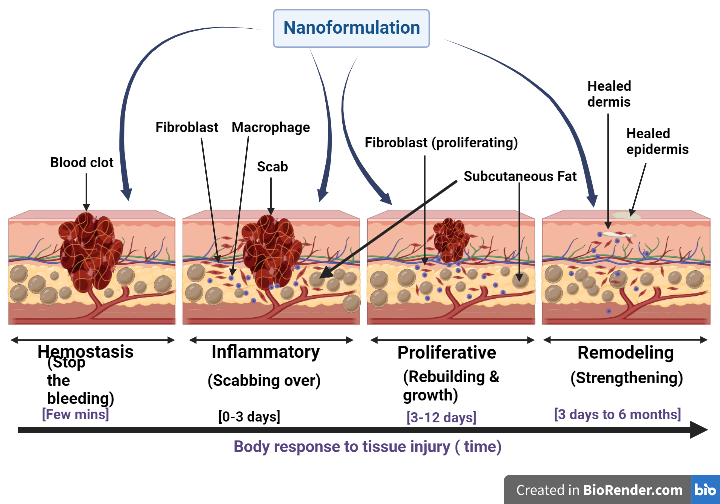 Nanoformulation
Healed
dermis
Fibroblast
Macrophage
Healed
epidermis
Fibroblast (proliferating)
Blood clot
Scab
Subcutaneous Fat
Hemostasis
Inflammatory
Proliferative
Remodeling
(Stop
the
bleeding)
(Scabbing over)
(Rebuilding &
growth)
(Strengthening)
[Few mins]
[0-3 days]
[3-12 days]
[3 days to 6 months]
Body response to tissue injury ( time)
Created in BioRender.com
bio